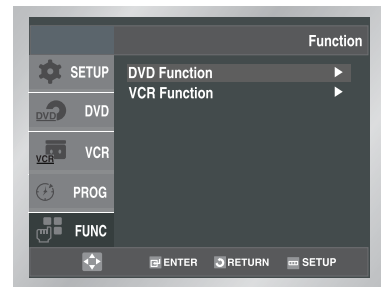 Function
SETUP
DVD Function ►
VCR Function ►
DVD DVD
VCR VCR
PROG
FUNC
ENTER RETURN SETUP